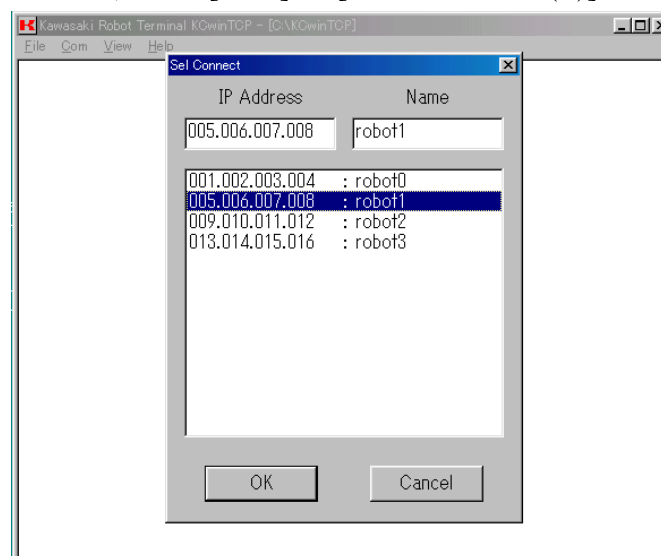 Kawasaki Robot Terminal KCwinTCP - [C:\KCwinTCP]
File Com View Help
Sel Connect
IP Address Name
005.006.007.008 robot1
001.002.003.004 : robot0
005.006.007.008 : robot1
009.010.011.012 : robot2
013.014.015.016 : robot3
OK Cancel